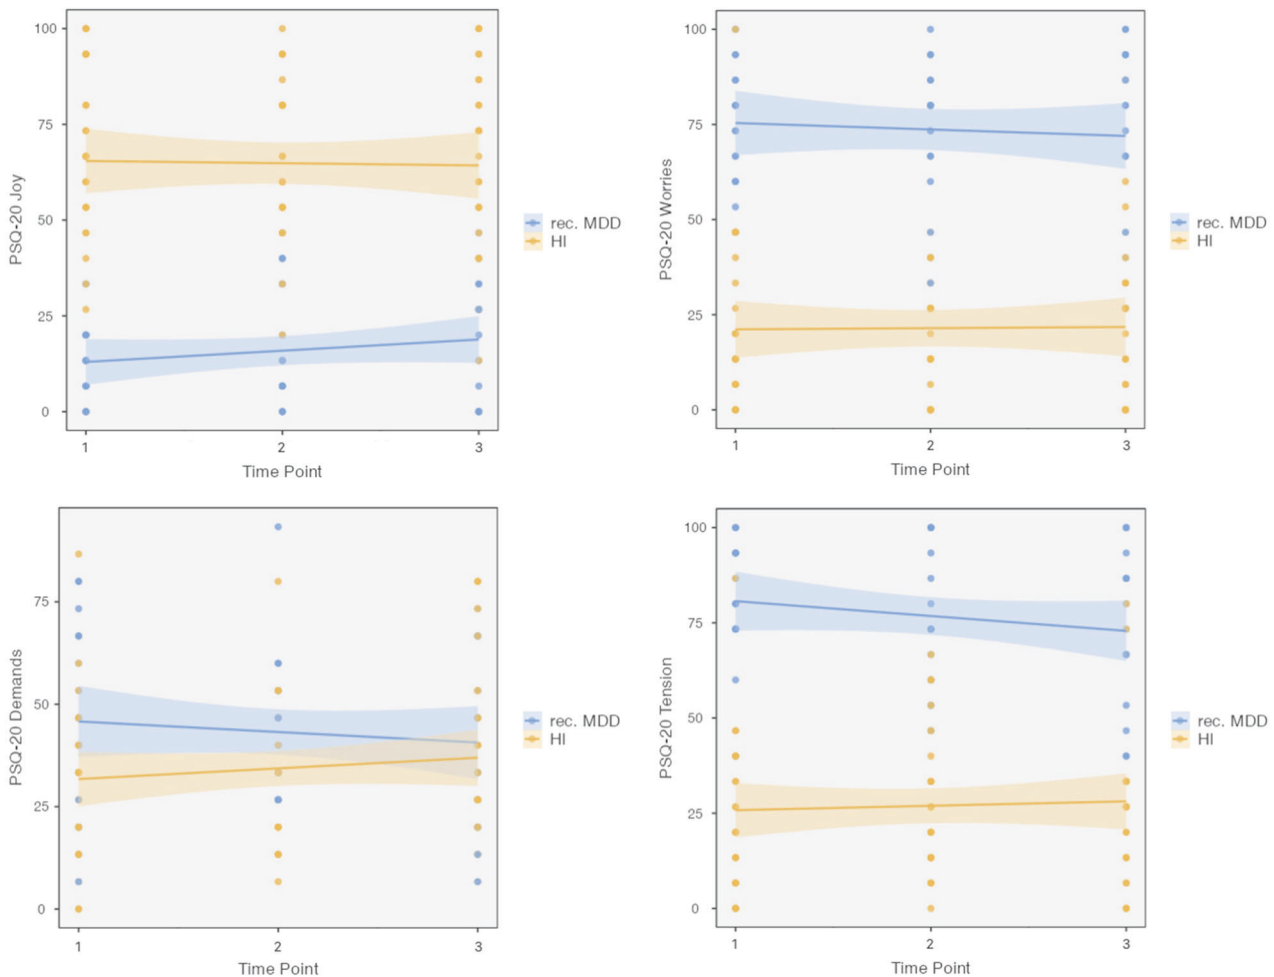 PSQ-20 Joy
100
75
50
25
0
1
2
3
Time Point
rec. MDD
HI
PSQ-20 Worries
100
75
50
25
0
1
2
3
Time Point
rec. MDD
HI
PSQ-20 Demands
75
50
25
0
1
2
3
Time Point
rec. MDD
HI
PSQ-20 Tension
100
75
50
25
0
1
2
3
Time Point
rec. MDD
HI